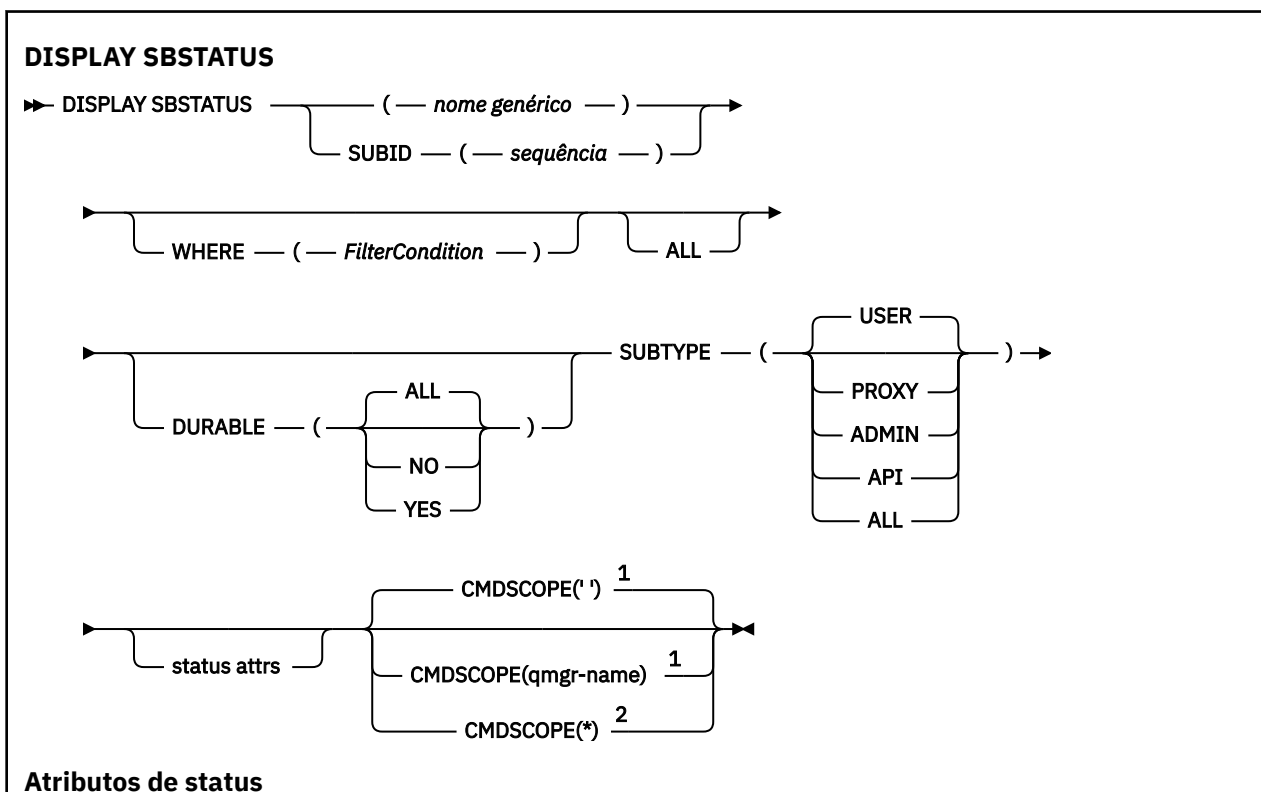 DISPLAY SBSTATUS
DISPLAY SBSTATUS ( nome genérico )
SUBID ( sequência )
WHERE ( FilterCondition ) ALL
USER
SUBTYPE ( )
ALL PROXY
DURABLE ( ) ADMIN
NO API
YES ALL
CMDSCOPE(' ') 1
status attrs CMDSCOPE(qmgr-name) 1
CMDSCOPE(*) 2
Atributos de status